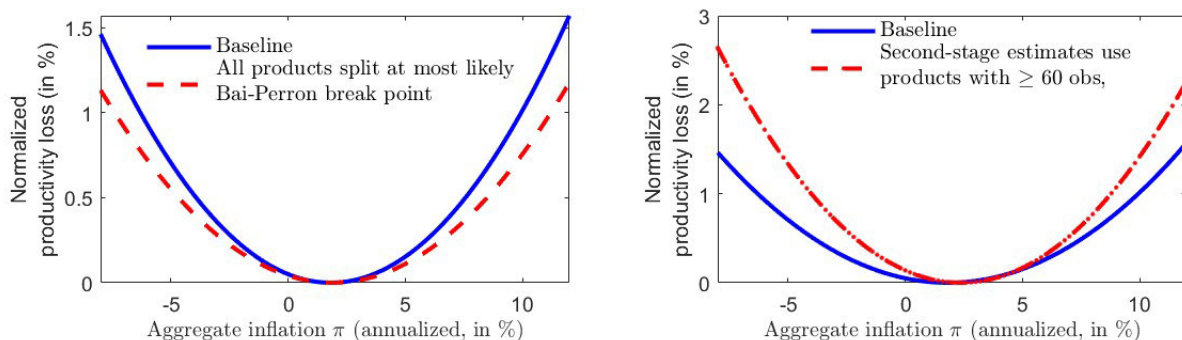 1.5
1
0.5
0
Normalized
productivity loss (in %)
Baseline
All products split at most likely
Bai-Perron break point
-5
0
5
10
Aggregate inflation π (annualized, in %)
3
2
1
0
Normalized
productivity loss (in %)
Baseline
Second-stage estimates use
products with ≥ 60 obs,
-5
0
5
10
Aggregate inflation π (annualized, in %)